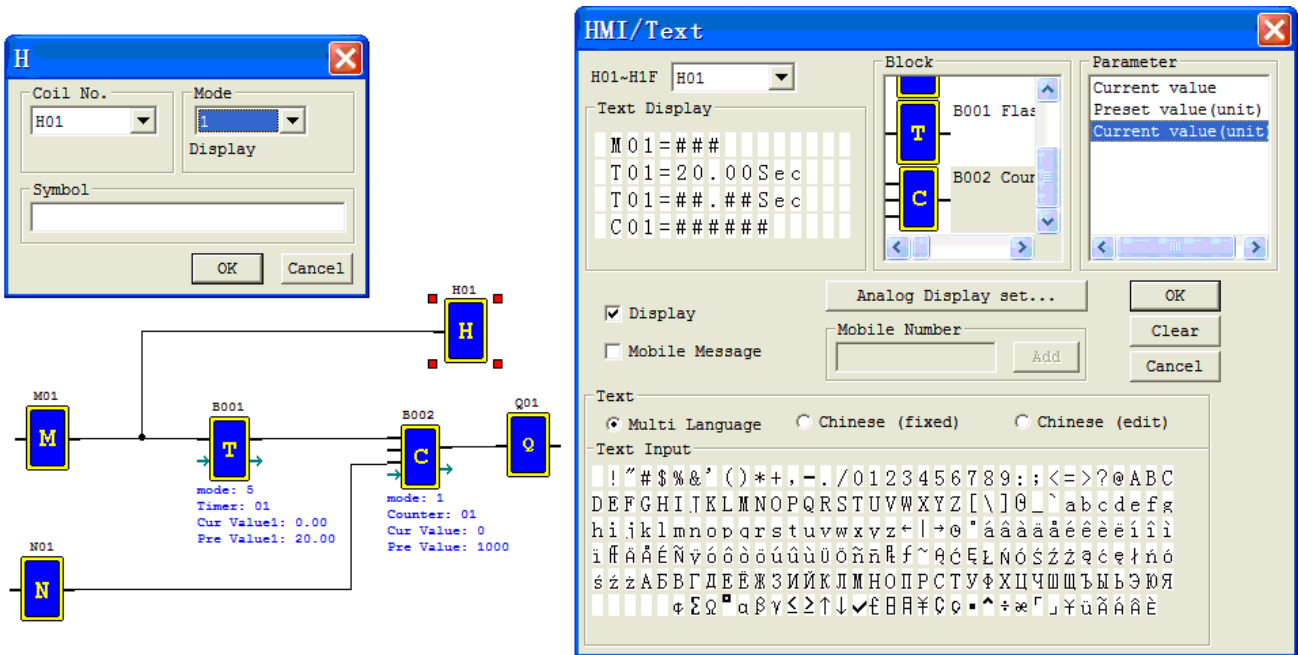 H
Coil No.
H01
Mode
1
Display
Symbol
OK
Cancel
H01
H
M01
M
B001
T
mode: 5
Timer: 01
Cur Value1: 0.00
Pre Value1: 20.00
B002
C
mode: 1
Counter: 01
Cur Value: 0
Pre Value: 1000
Q01
Q
N01
N
HMI/Text
H01~H1F
H01
Text Display
M01=###
T01=20.00Sec
T01=##.##Sec
C01=######
Block
T
B001 Flas
C
B002 Cour
Parameter
Current value
Preset value(unit)
Current value(unit
Display
Mobile Message
Analog Display set...
Mobile Number
Add
OK
Clear
Cancel
Text
Multi Language
Chinese (fixed)
Chinese (edit)
Text Input
!"#$%&'()*+,-./0123456789:;<=>?@ABC
DEFGHIJKLMNOPQRSTUVWXYZ[\]θ_`abcdefg